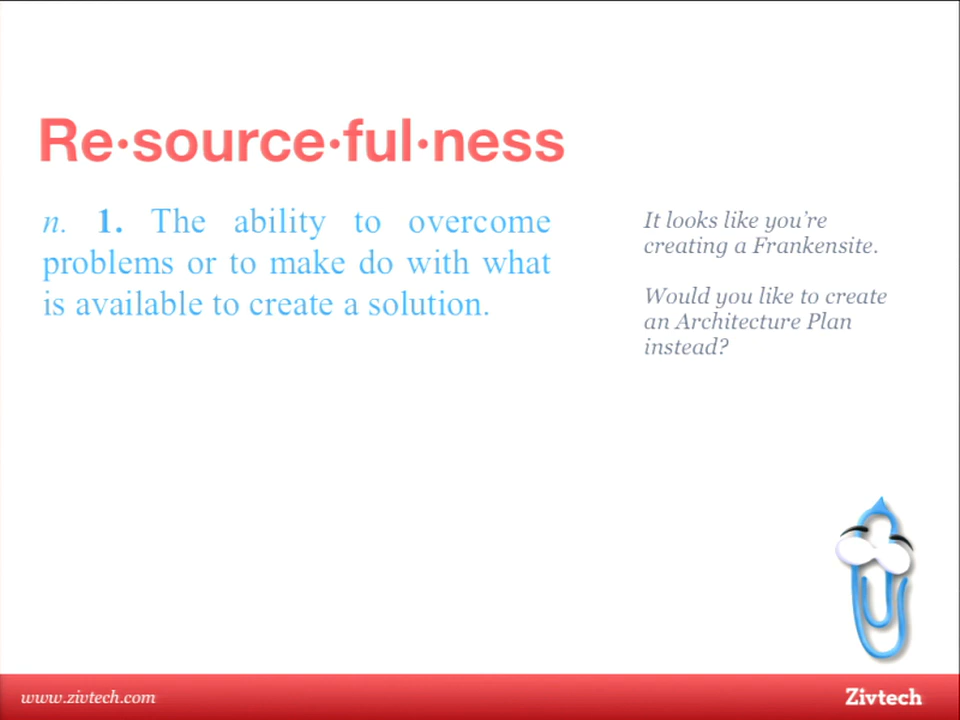 Re·source·ful·ness
n. 1. The ability to overcome
problems or to make do with what
is available to create a solution.
It looks like you’re
creating a Frankensite.
Would you like to create
an Architecture Plan
instead?
www.zivtech.com
Zivtech